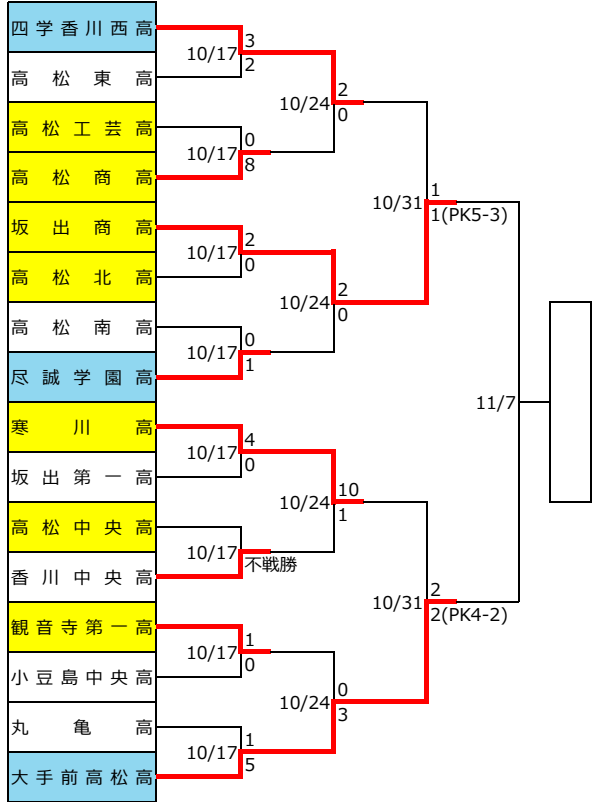 四学香川西高
高松東高
高松工芸高
高松商高
坂出商高
高松北高
高松南高
尽誠学園高
寒川高
坂出第一高
高松中央高
香川中央高
観音寺第一高
小豆島中央高
丸亀高
大手前高松高
10/17
3
2
10/17
0
8
10/17
2
0
10/17
0
1
10/17
4
0
10/17
不戦勝
10/17
1
0
10/17
1
5
10/24
2
0
10/24
2
0
10/24
10
1
10/24
0
3
10/31
1
1(PK5-3)
10/31
2
2(PK4-2)
11/7